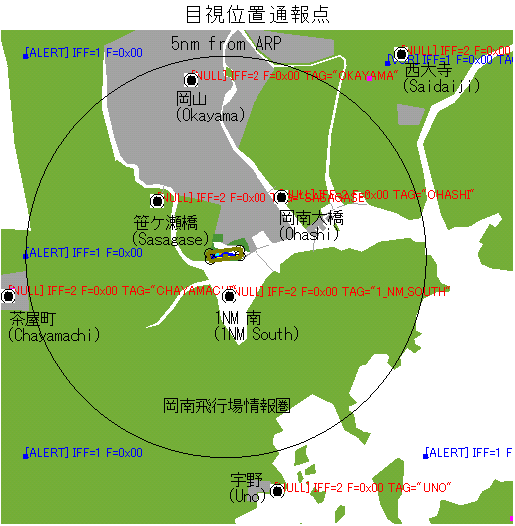 目視位置通報点
5nm from ARP
[ALERT] IFF=1 F=0x00
[NULL] IFF=2 F=0x00
西大寺
(Saidaiji)
[NULL] IFF=2 F=0x00 TAG="OKAYAMA"
岡山
(Okayama)
[NULL] IFF=2 F=0x00 TAG="SASAGASE"
[NULL] IFF=2 F=0x00 TAG="OHASHI"
笹ケ瀬橋
(Sasagase)
岡南大橋
(Ohashi)
[ALERT] IFF=1 F=0x00
[NULL] IFF=2 F=0x00 TAG="CHAYAMACHI"
[NULL] IFF=2 F=0x00 TAG="1_NM_SOUTH"
茶屋町
(Chayamachi)
1NM 南
(1NM South)
岡南飛行場情報圏
[ALERT] IFF=1 F=0x00
[ALERT] IFF=1 F
宇野
(Uno)
[NULL] IFF=2 F=0x00 TAG="UNO"